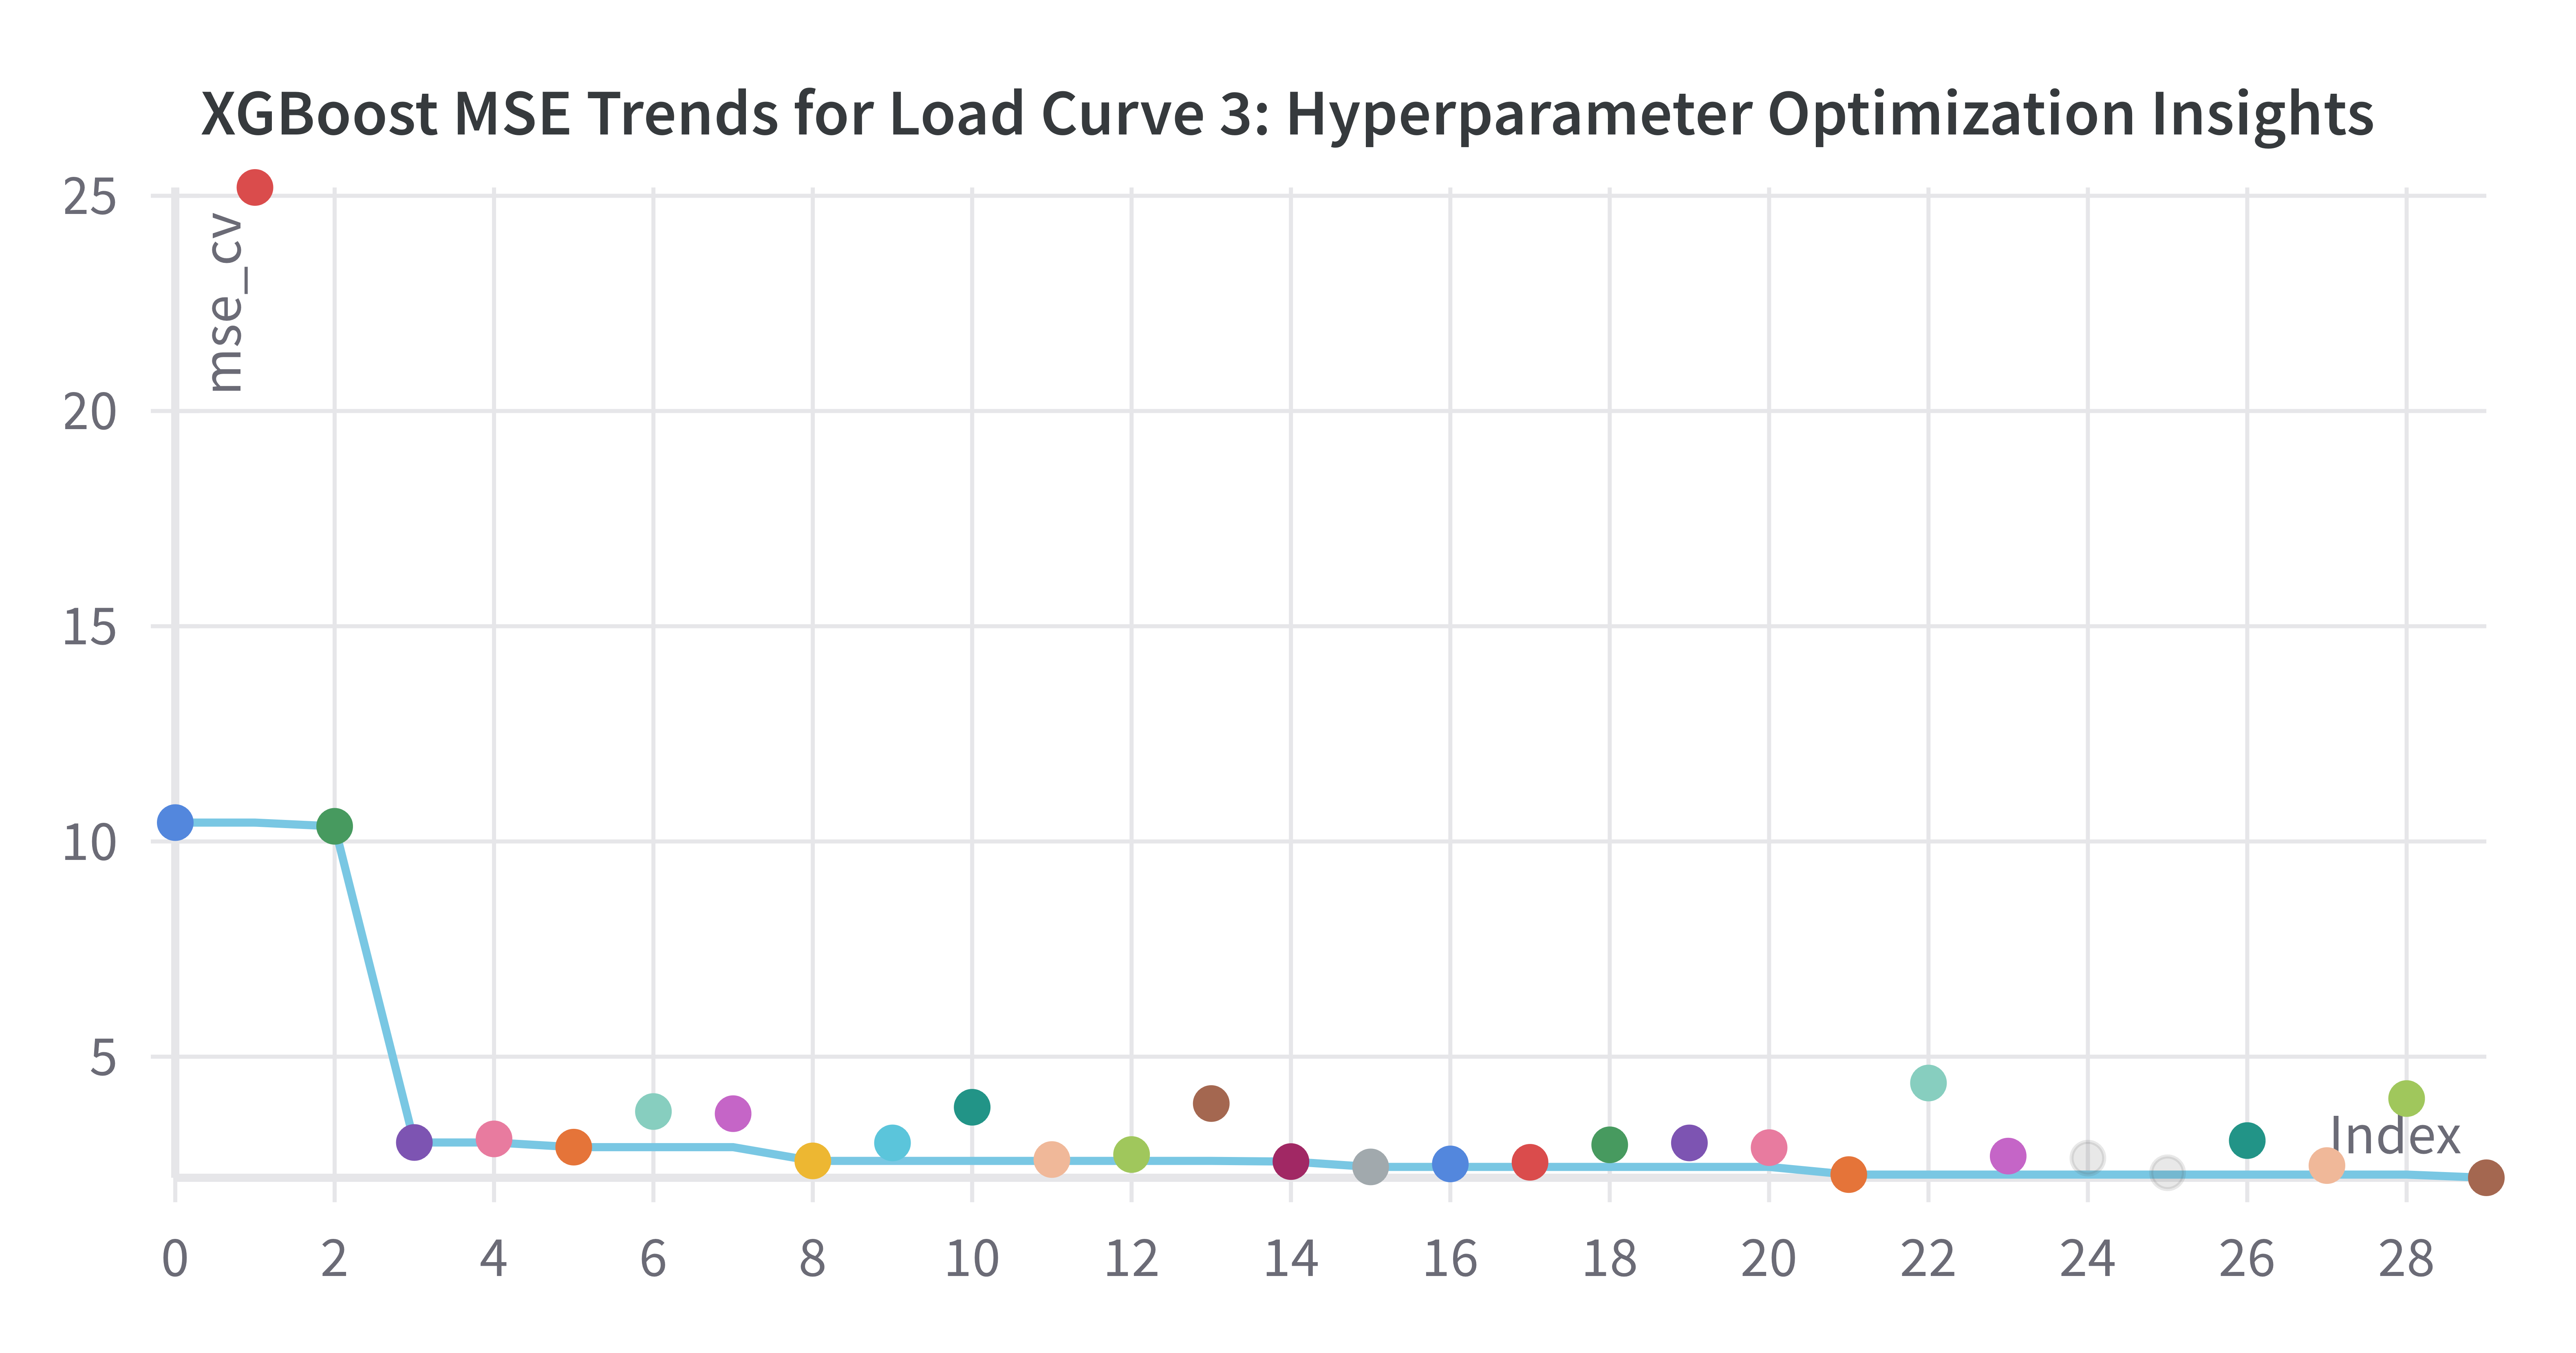 XGBoost MSE Trends for Load Curve 3: Hyperparameter Optimization Insights
25
mse_cv
20
15
10
5
Index
0 2 4 6 8 10 12 14 16 18 20 22 24 26 28